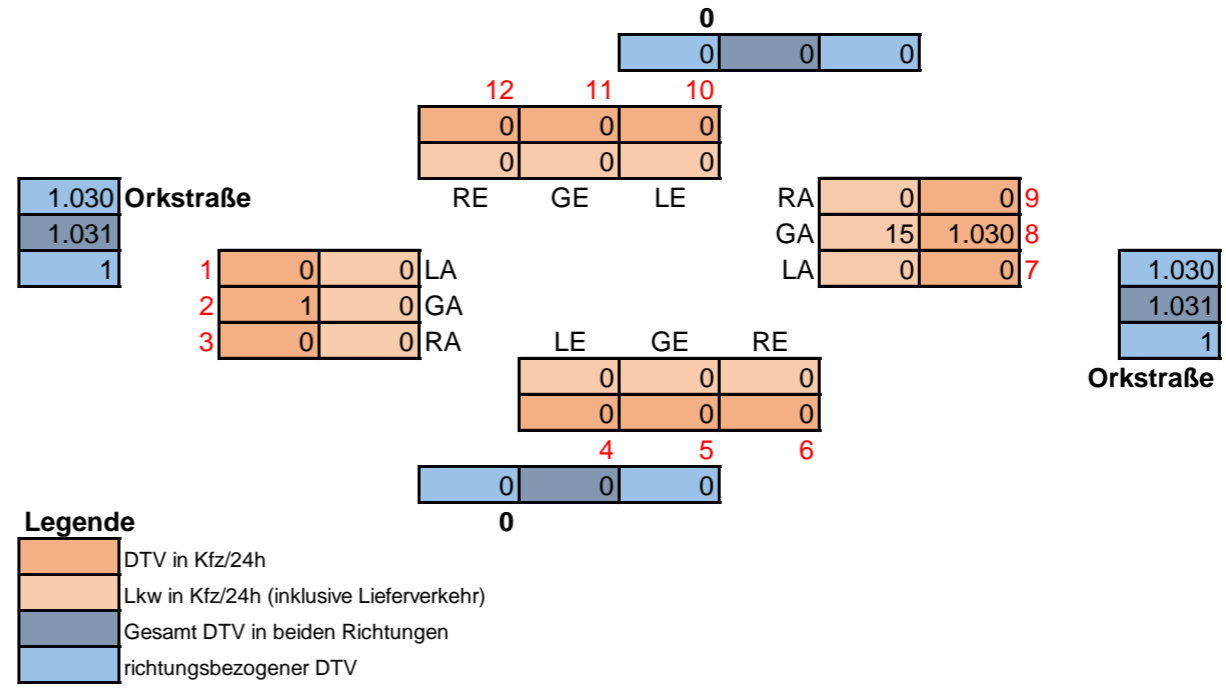 0
0 0 0
12 11 10
0 0 0
0 0 0
1.030 Orkstraße RE GE LE RA 0 0 9
1.031 GA 15 1.030 8
1 1 0 0 LA LA 0 0 7 1.030
2 1 0 GA 1.031
3 0 0 RA LE GE RE 1
0 0 0 Orkstraße
0 0 0
4 5 6
0 0 0
Legende 0
DTV in Kfz/24h
Lkw in Kfz/24h (inklusive Lieferverkehr)
Gesamt DTV in beiden Richtungen
richtungsbezogener DTV